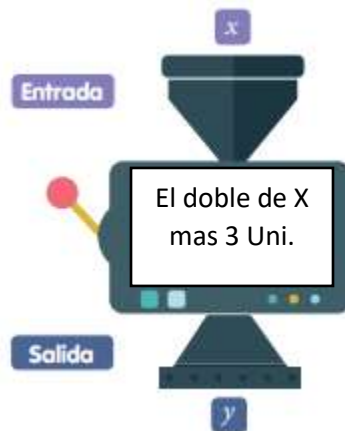 x
Entrada
El doble de X
mas 3 Uni.
Salida
y